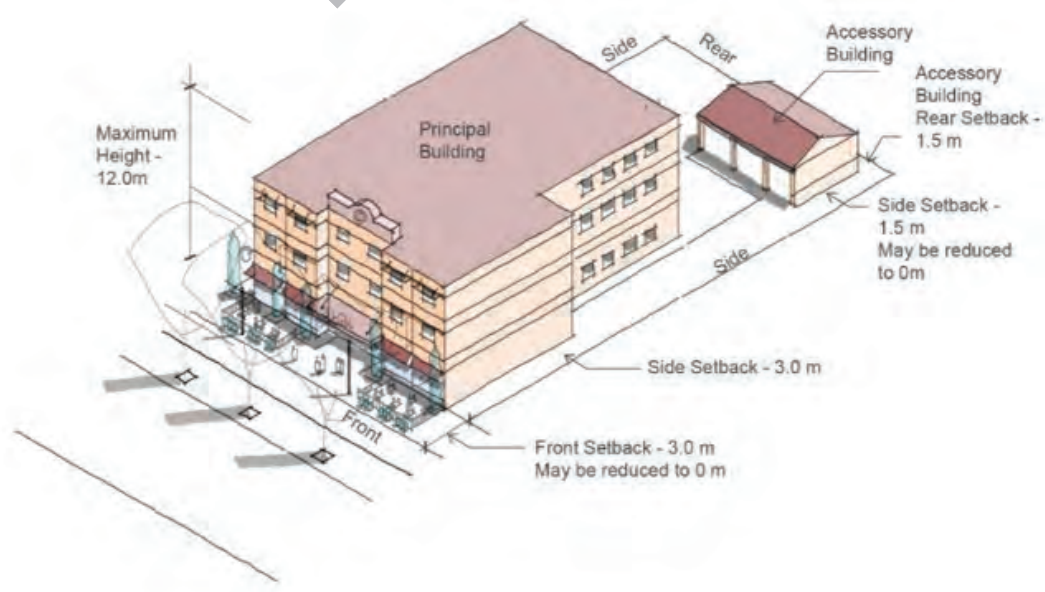 Side
Rear
Accessory
Building
Accessory
Building
Rear Setback -
1.5 m
Principal
Building
Maximum
Height -
12.0m
Side Setback -
1.5 m
May be reduced
to 0m
Side
Side Setback - 3.0 m
Front
Front Setback - 3.0 m
May be reduced to 0 m